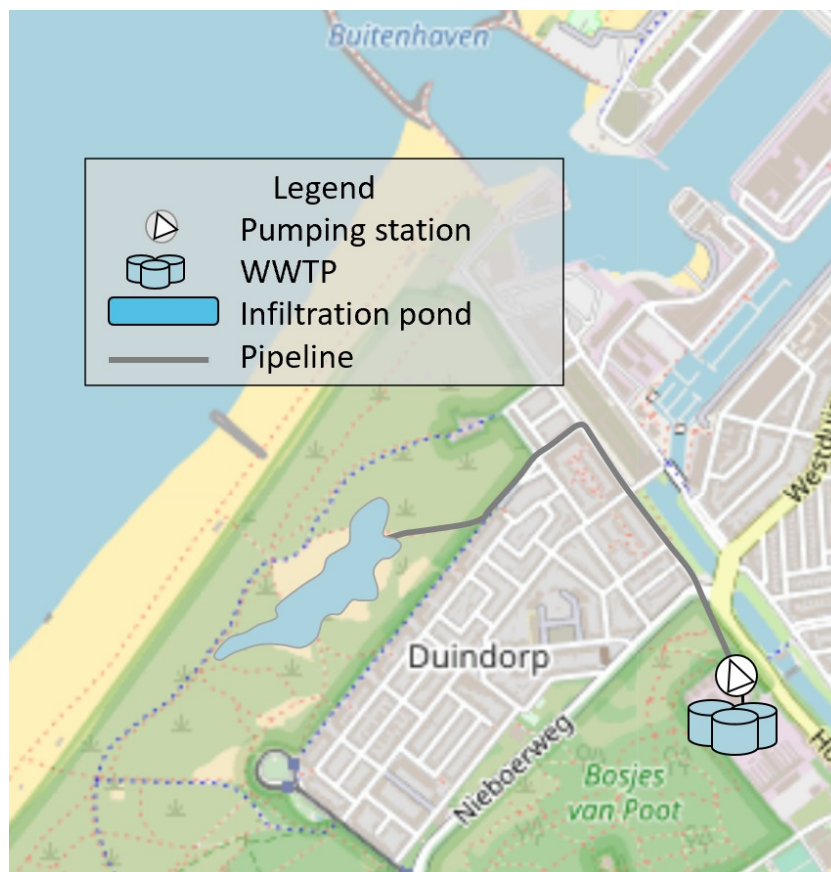 Buitenhaven
Legend
Pumping station
WWTP
Infiltration pond
Pipeline
Duindorp
Nieboerweg
Bosjes
van Poot